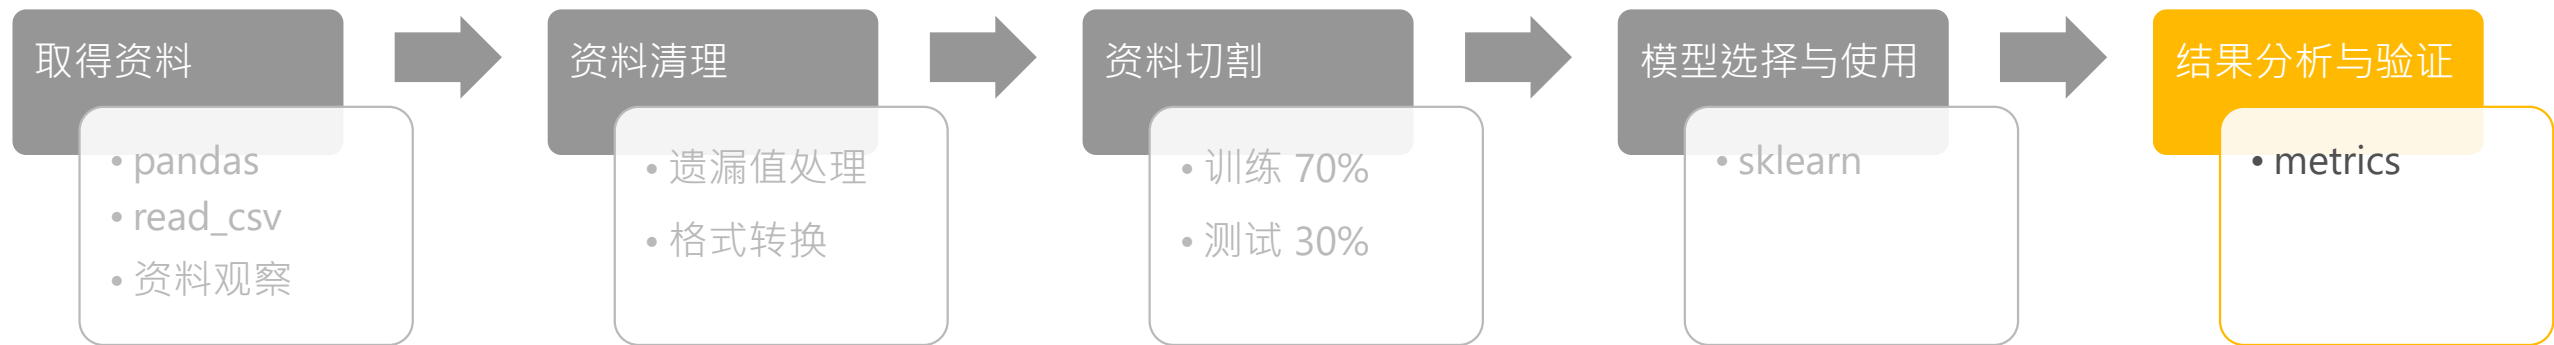 取得资料
• pandas
• read_csv
• 资料观察
资料清理
• 遗漏值处理
• 格式转换
资料切割
• 训练 70%
• 测试 30%
模型选择与使用
• sklearn
结果分析与验证
• metrics